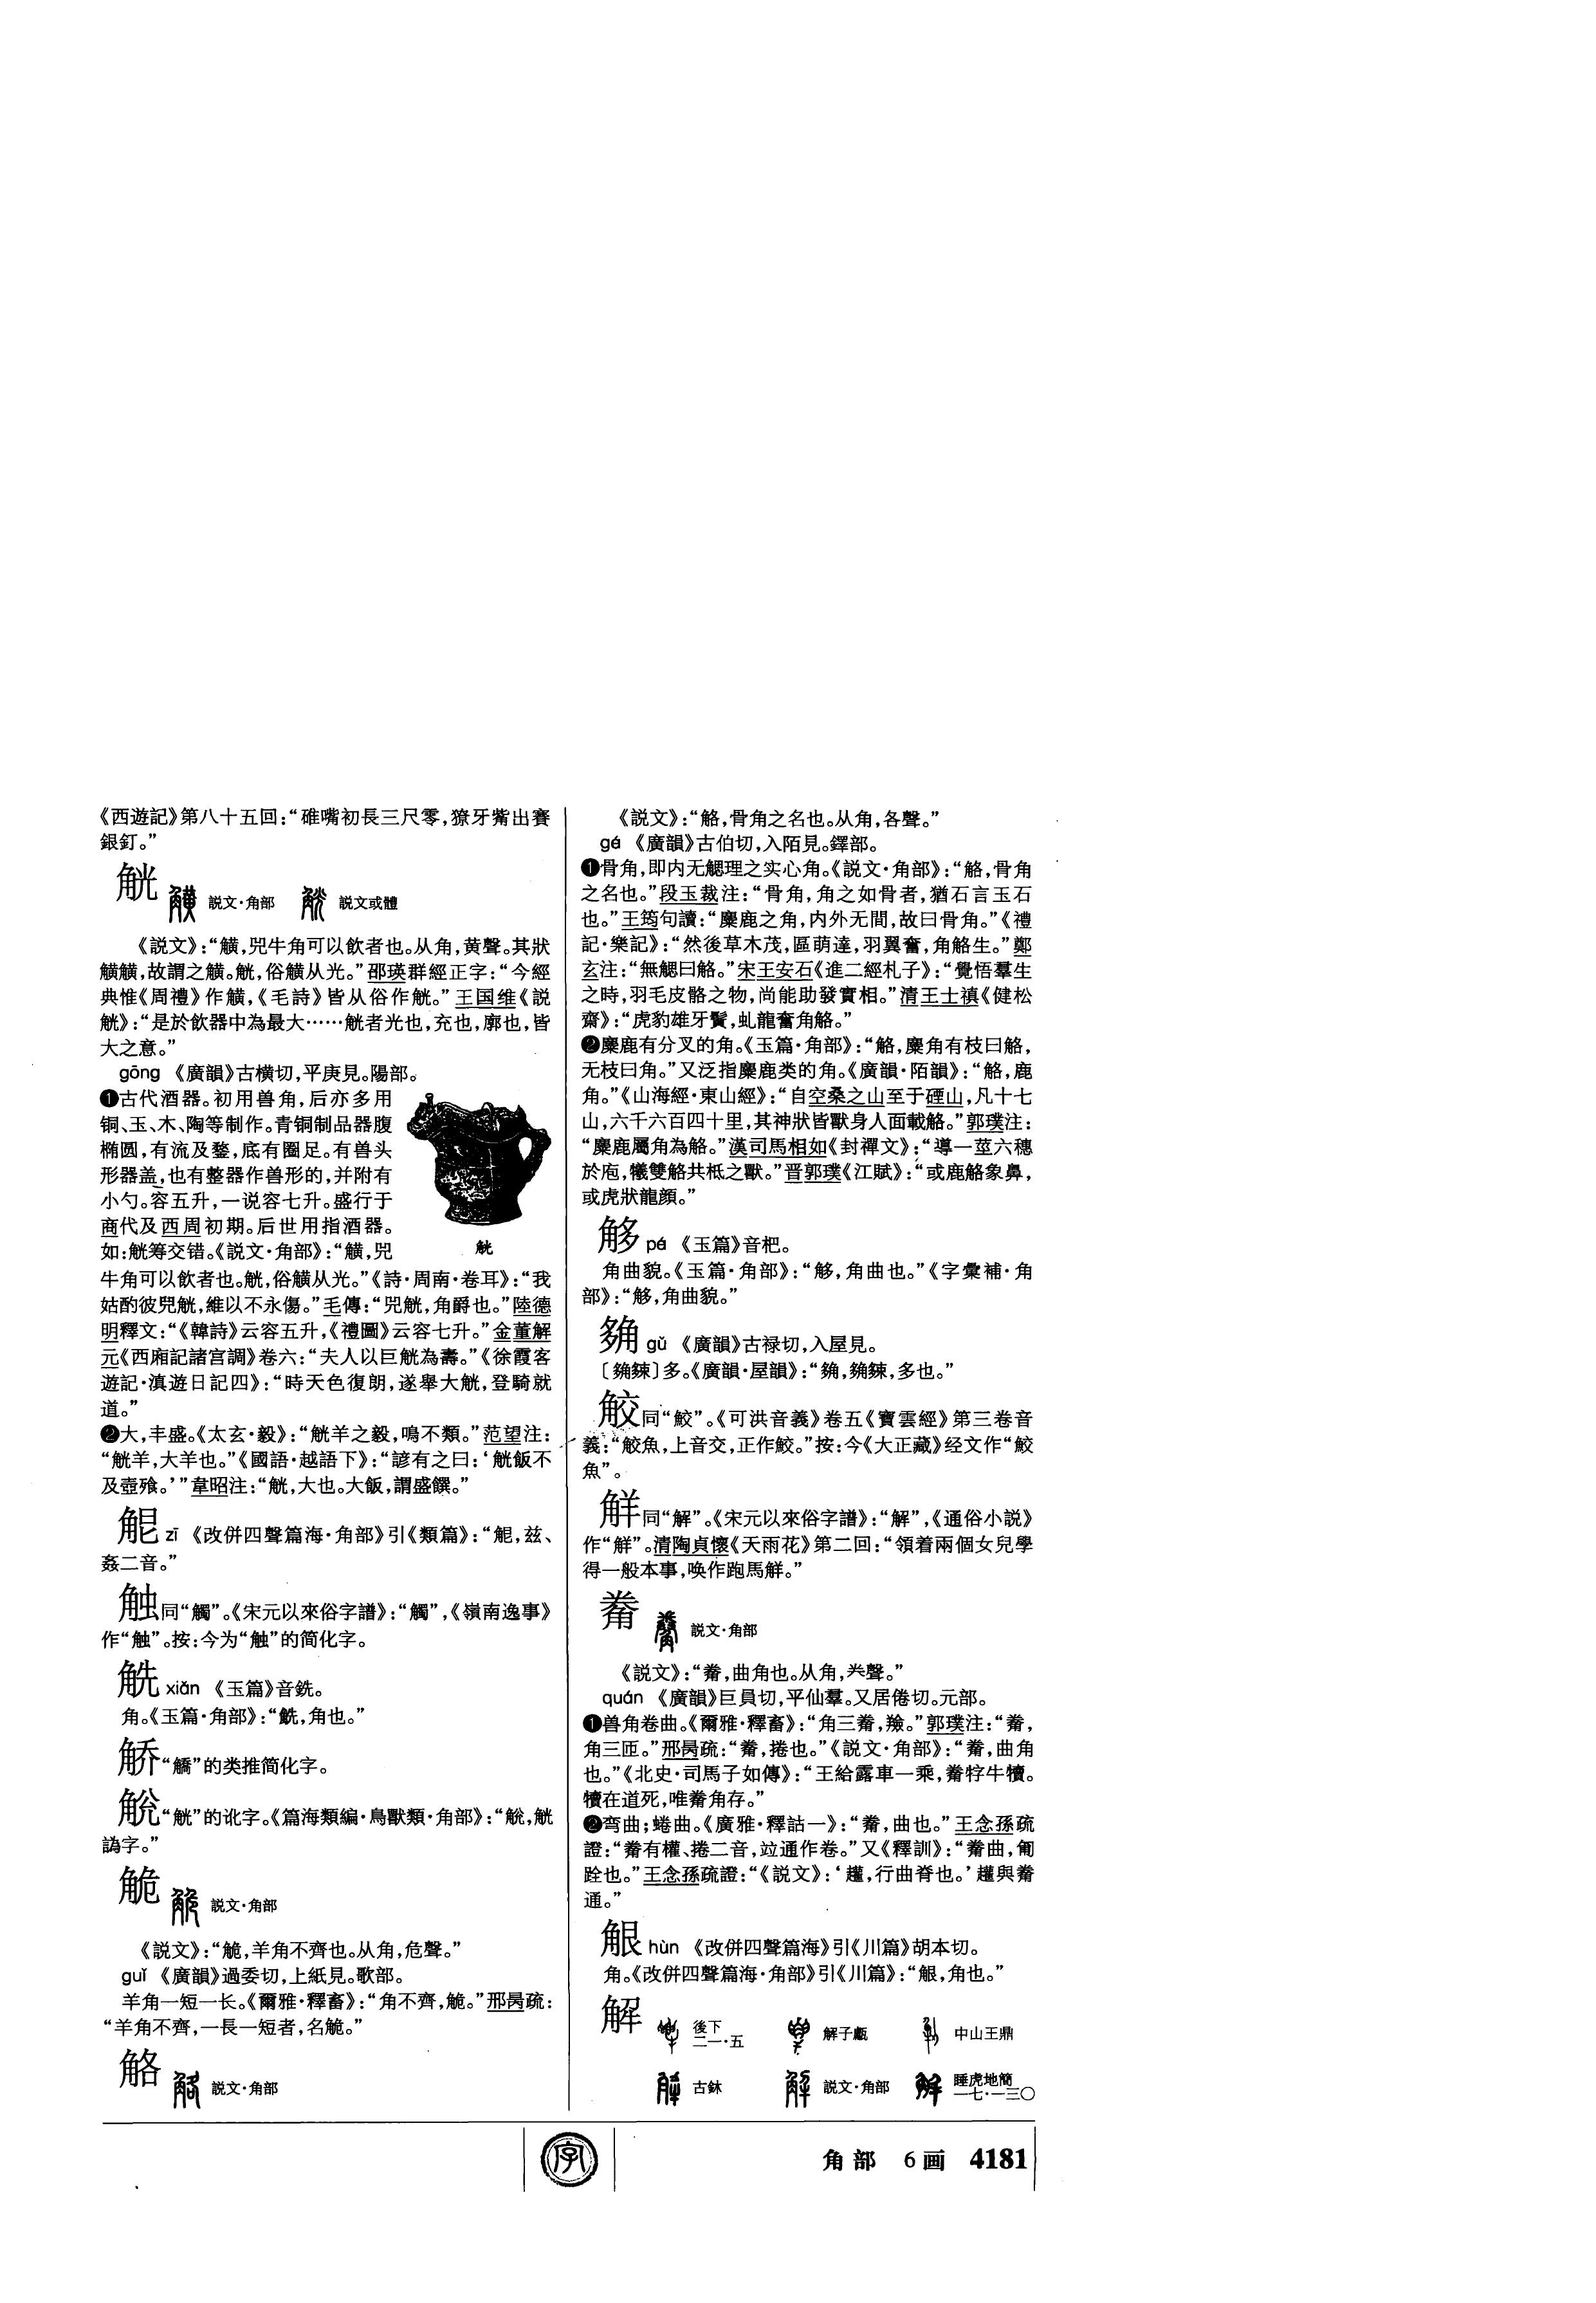 《西遊記》第八十五回：“碓嘴初長三尺零，獠牙觜出賽
銀釘。”
觥
説文·角部
説文或體
《説文》：“觵，兕牛角可以飲者也。从角，黄聲。其狀
觵觵，故謂之觵。觥，俗觵从光。”邵瑛群經正字：“今經
典惟《周禮》作觵，《毛詩》皆从俗作觥。”王国维《説
觥》：“是於飲器中為最大……觥者光也，充也，廓也，皆
大之意。”
gōng 《廣韻》古横切，平庚見。陽部。
❶古代酒器。初用兽角，后亦多用
铜、玉、木、陶等制作。青铜制品器腹
椭圆，有流及鋬，底有圈足。有兽头
形器盖，也有整器作兽形的，并附有
小勺。容五升，一说容七升。盛行于
商代及西周初期。后世用指酒器。
如：觥筹交错。《説文·角部》：“觵，兕
觥
牛角可以飲者也。觥，俗觵从光。”《詩·周南·卷耳》：“我
姑酌彼兕觥，維以不永傷。”毛傳：“兕觥，角爵也。”陸德
明釋文：“《韓詩》云容五升，《禮圖》云容七升。”金董解
元《西廂記諸宫調》卷六：“夫人以巨觥為壽。”《徐霞客
遊記·滇遊日記四》：“時天色復朗，遂舉大觥，登騎就
道。”
❷大，丰盛。《太玄·毅》：“觥羊之毅，鳴不類。”范望注：
“觥羊，大羊也。”《國語·越語下》：“諺有之曰：‘觥飯不
及壺飱。’”韋昭注：“觥，大也。大飯，謂盛饌。”
zī 《改併四聲篇海·角部》引《類篇》：“兹、
姦二音。”
触同“觸”。《宋元以來俗字譜》：“觸”，《嶺南逸事》
作“触”。按：今为“触”的简化字。
xiǎn 《玉篇》音銑。
角。《玉篇·角部》：“角也。”
“觿”的类推简化字。
“觥”的讹字。《篇海類編·鳥獸類·角部》：“觥
譌字。”
觤
説文·角部
《説文》：“觤，羊角不齊也。从角，危聲。”
guǐ 《廣韻》過委切，上紙見。歌部。
羊角一短一长。《爾雅·釋畜》：“角不齊，觤。”邢昺疏：
“羊角不齊，一長一短者，名觤。”
觡
説文·角部
《説文》：“觡，骨角之名也。从角，各聲。”
gé 《廣韻》古伯切，入陌見。鐸部。
❶骨角，即内无䚡理之实心角。《説文·角部》：“觡，骨角
之名也。”段玉裁注：“骨角，角之如骨者，猶石言玉石
也。”王筠句讀：“麋鹿之角，内外无間，故曰骨角。”《禮
記·樂記》：“然後草木茂，區萌達，羽翼奮，角觡生。”鄭
玄注：“無䚡曰觡。”宋王安石《進二經札子》：“覺悟羣生
之時，羽毛皮骼之物，尚能助發實相。”清王士禛《健松
齋》：“虎豹雄牙鬢，虬龍奮角觡。”
❷麋鹿有分叉的角。《玉篇·角部》：“觡，麋角有枝曰觡，
无枝曰角。”又泛指麋鹿类的角。《廣韻·陌韻》：“觡，鹿
角。”《山海經·東山經》：“自空桑之山至于䃌山，凡十七
山，六千六百四十里，其神狀皆獸身人面載觡。”郭璞注：
“麋鹿屬角為觡。”漢司馬相如《封禪文》：“導一莖六穗
於庖，犧雙觡共柢之獸。”晋郭璞《江賦》：“或鹿觡象鼻，
或虎狀龍顔。”
pá 《玉篇》音杷。
角曲貌。《玉篇·角部》：“角曲也。”《字彙補·角
部》：“角曲貌。”
gǔ 《廣韻》古禄切，入屋見。
多。《廣韻·屋韻》：“多也。”
同“鮫”。《可洪音義》卷五《寶雲經》第三卷音
義：“魚，上音交，正作鮫。”按：今《大正藏》经文作“鮫
魚”。
觧同“解”。《宋元以來俗字譜》：“解”，《通俗小説》
作“觧”。清陶貞懷《天雨花》第二回：“領着兩個女兒學
得一般本事，唤作跑馬觧。”
觠
説文·角部
《説文》：“觠，曲角也。从角，𢍏聲。”
quán 《廣韻》巨員切，平仙羣。又居倦切。元部。
❶兽角卷曲。《爾雅·釋畜》：“角三觠，羷。”郭璞注：“觠，
角三匝。”邢昺疏：“觠，捲也。”《説文·角部》：“觠，曲角
也。”《北史·司馬子如傳》：“王給露車一乘，觠牸牛犢。
犢在道死，唯觠角存。”
❷弯曲；蜷曲。《廣雅·釋詁一》：“觠，曲也。”王念孫疏
證：“觠有權、捲二音，竝通作卷。”又《釋訓》：“觠曲，匍
跧也。”王念孫疏證：“《説文》：‘趯，行曲脊也。’與觠
通。”
hùn 《改併四聲篇海》引《川篇》胡本切。
角。《改併四聲篇海·角部》引《川篇》：“角也。”
解
後下
二一·五
解子甗
中山王鼎
古鉥
説文·角部
睡虎地簡
一七·一三〇
字
角部 6画 4181